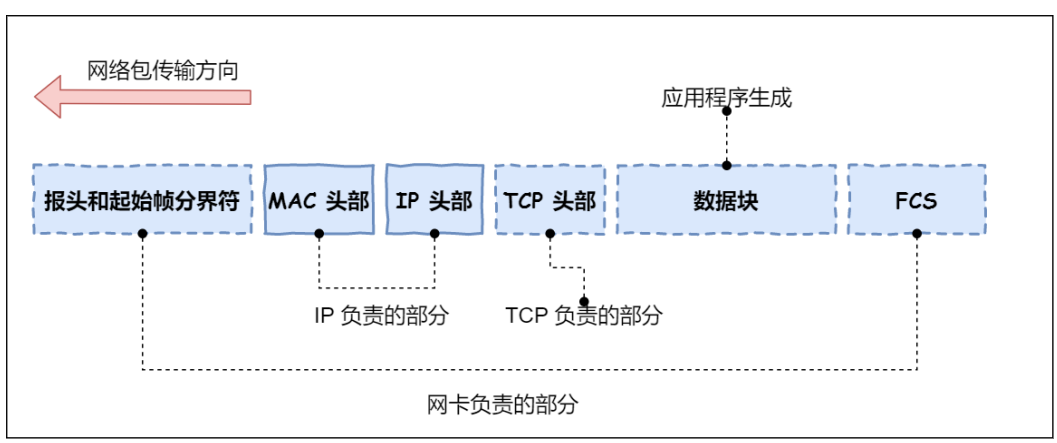 网络包传输方向
应用程序生成
报头和起始帧分界符 MAC 头部 IP 头部 TCP 头部 数据块 FCS
IP 负责的部分 TCP 负责的部分
网卡负责的部分